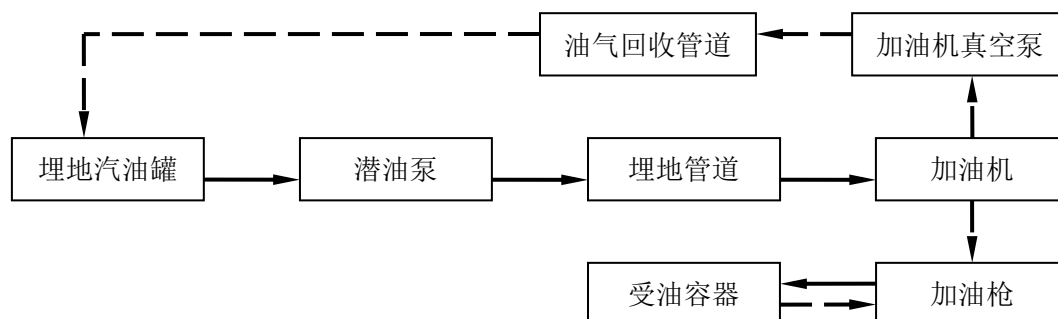 油气回收管道
加油机真空泵
埋地汽油罐
潜油泵
埋地管道
加油机
受油容器
加油枪